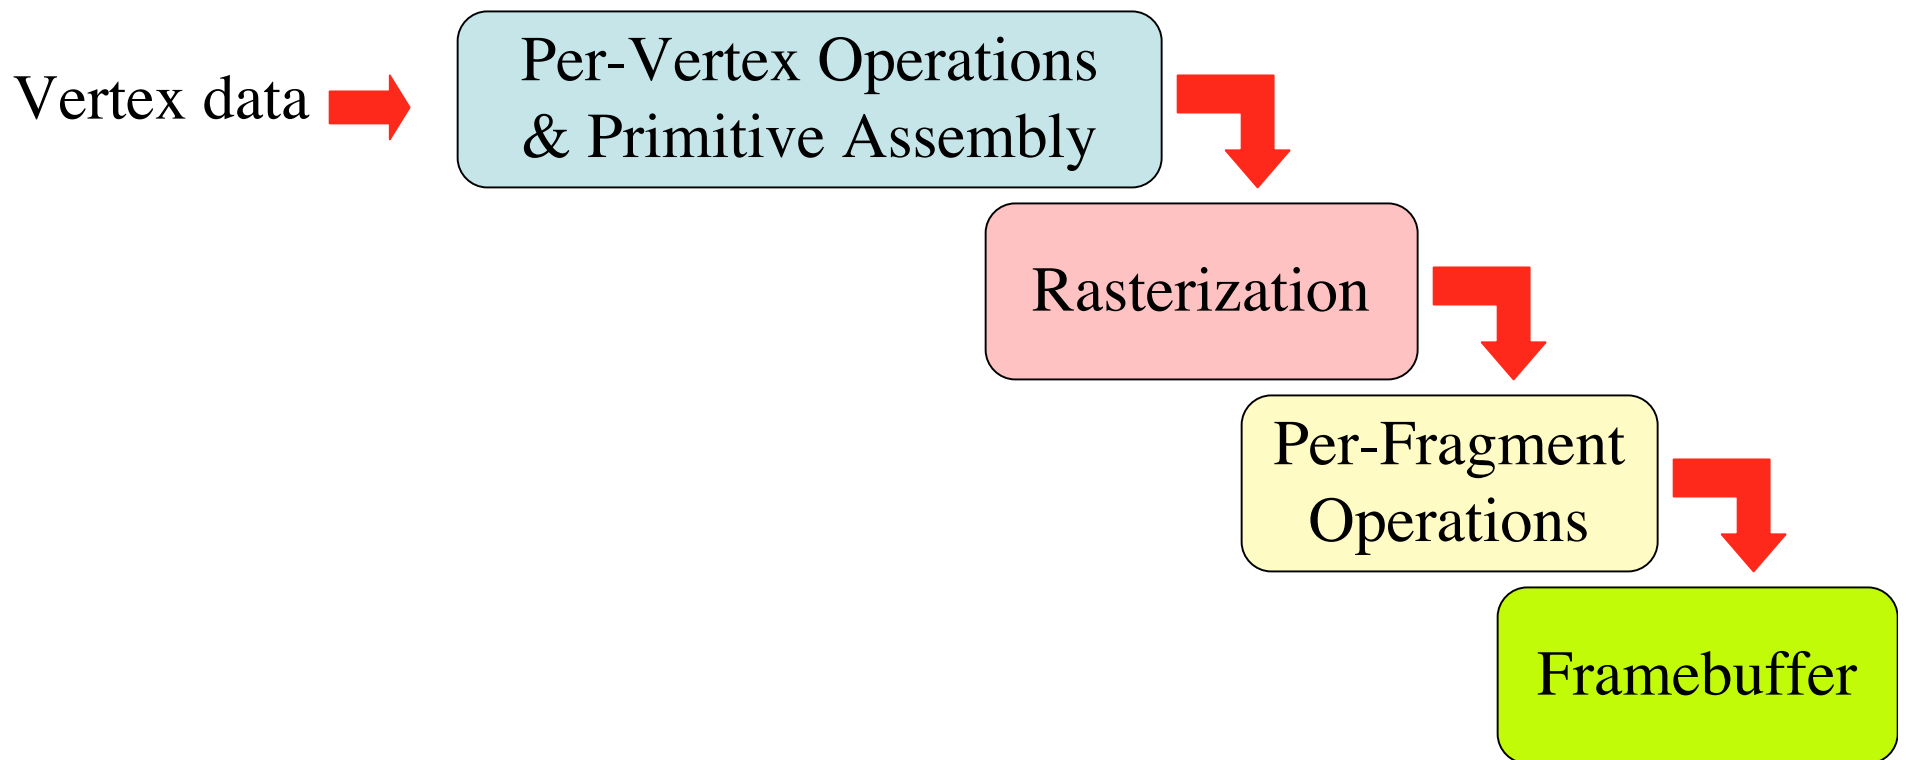 Vertex data
Per-Vertex Operations
& Primitive Assembly
Rasterization
Per-Fragment
Operations
Framebuffer